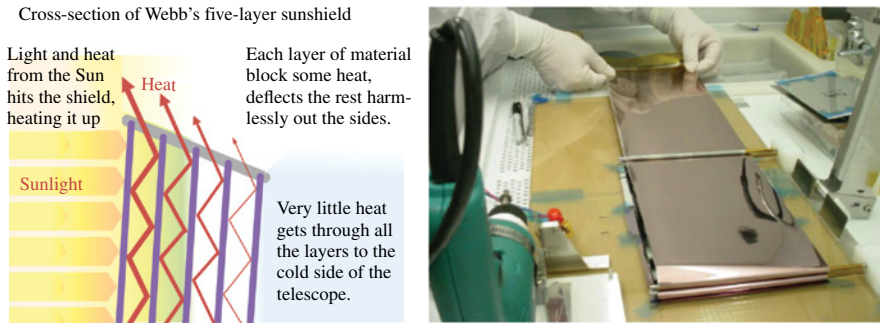 Cross-section of Webb's five-layer sunshield
Light and heat
from the Sun
hits the shield,
heating it up
Heat
Each layer of material
block some heat,
deflects the rest harm-
lessly out the sides.
Sunlight
Very little heat
gets through all
the layers to the
cold side of the
telescope.